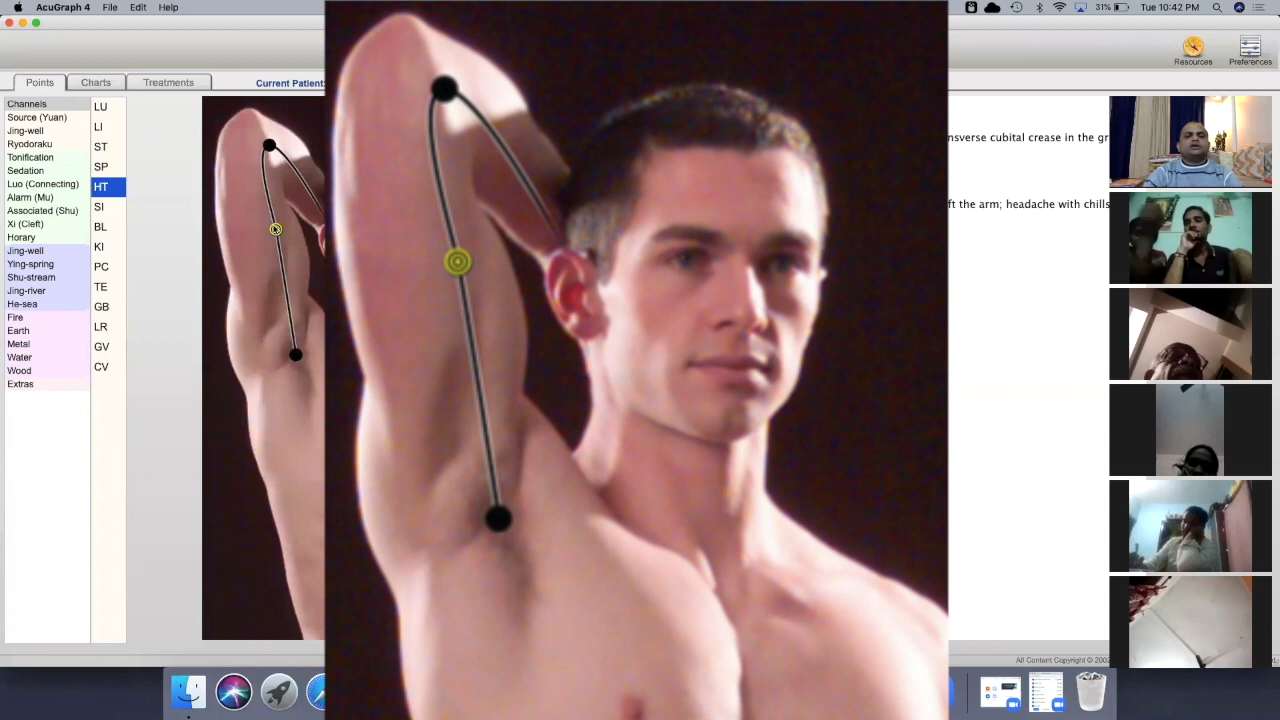 AcuGraph 4 File Edit Help
31% Tue 10:42 PM
Resources Preferences
Points Charts Treatments Current Patient:
Channels
Source (Yuan)
Jing-well
Ryodoraku
Tonification
Sedation
Luo (Connecting)
Alarm (Mu)
Associated (Shu)
Xi (Cleft)
Horary
Jing-well
Ying-spring
Shu-stream
Jing-river
He-sea
Fire
Earth
Metal
Water
Wood
Extras
LU
LI
ST
SP
HT
SI
BL
KI
PC
TE
GB
LR
GV
CV
nsverse cubital crease in the gr
ft the arm; headache with chills
All Content Copyright © 2002